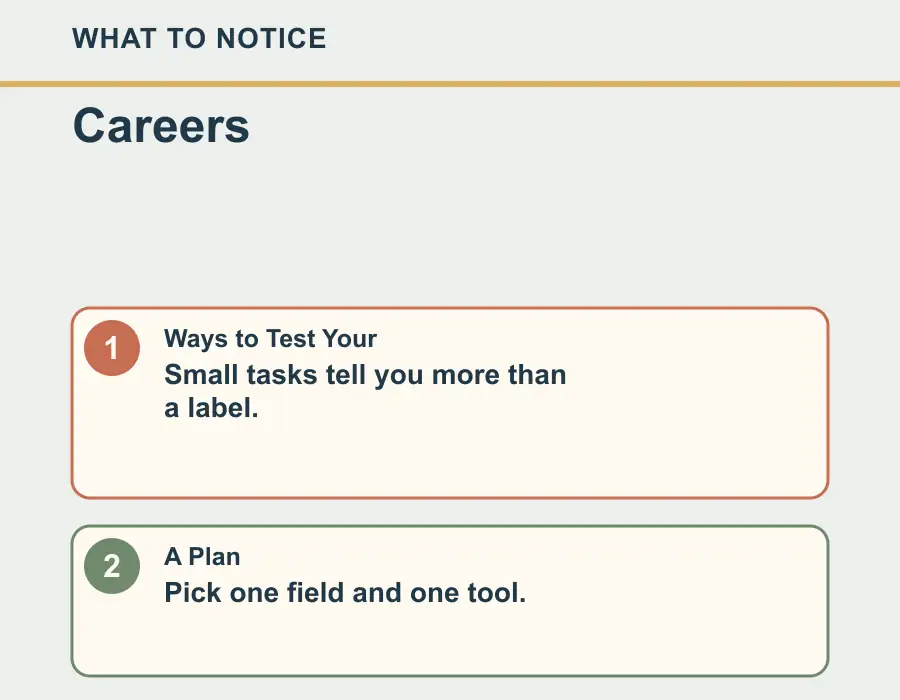 WHAT TO NOTICE
Careers
1
Ways to Test Your
Small tasks tell you more than
a label.
2
A Plan
Pick one field and one tool.